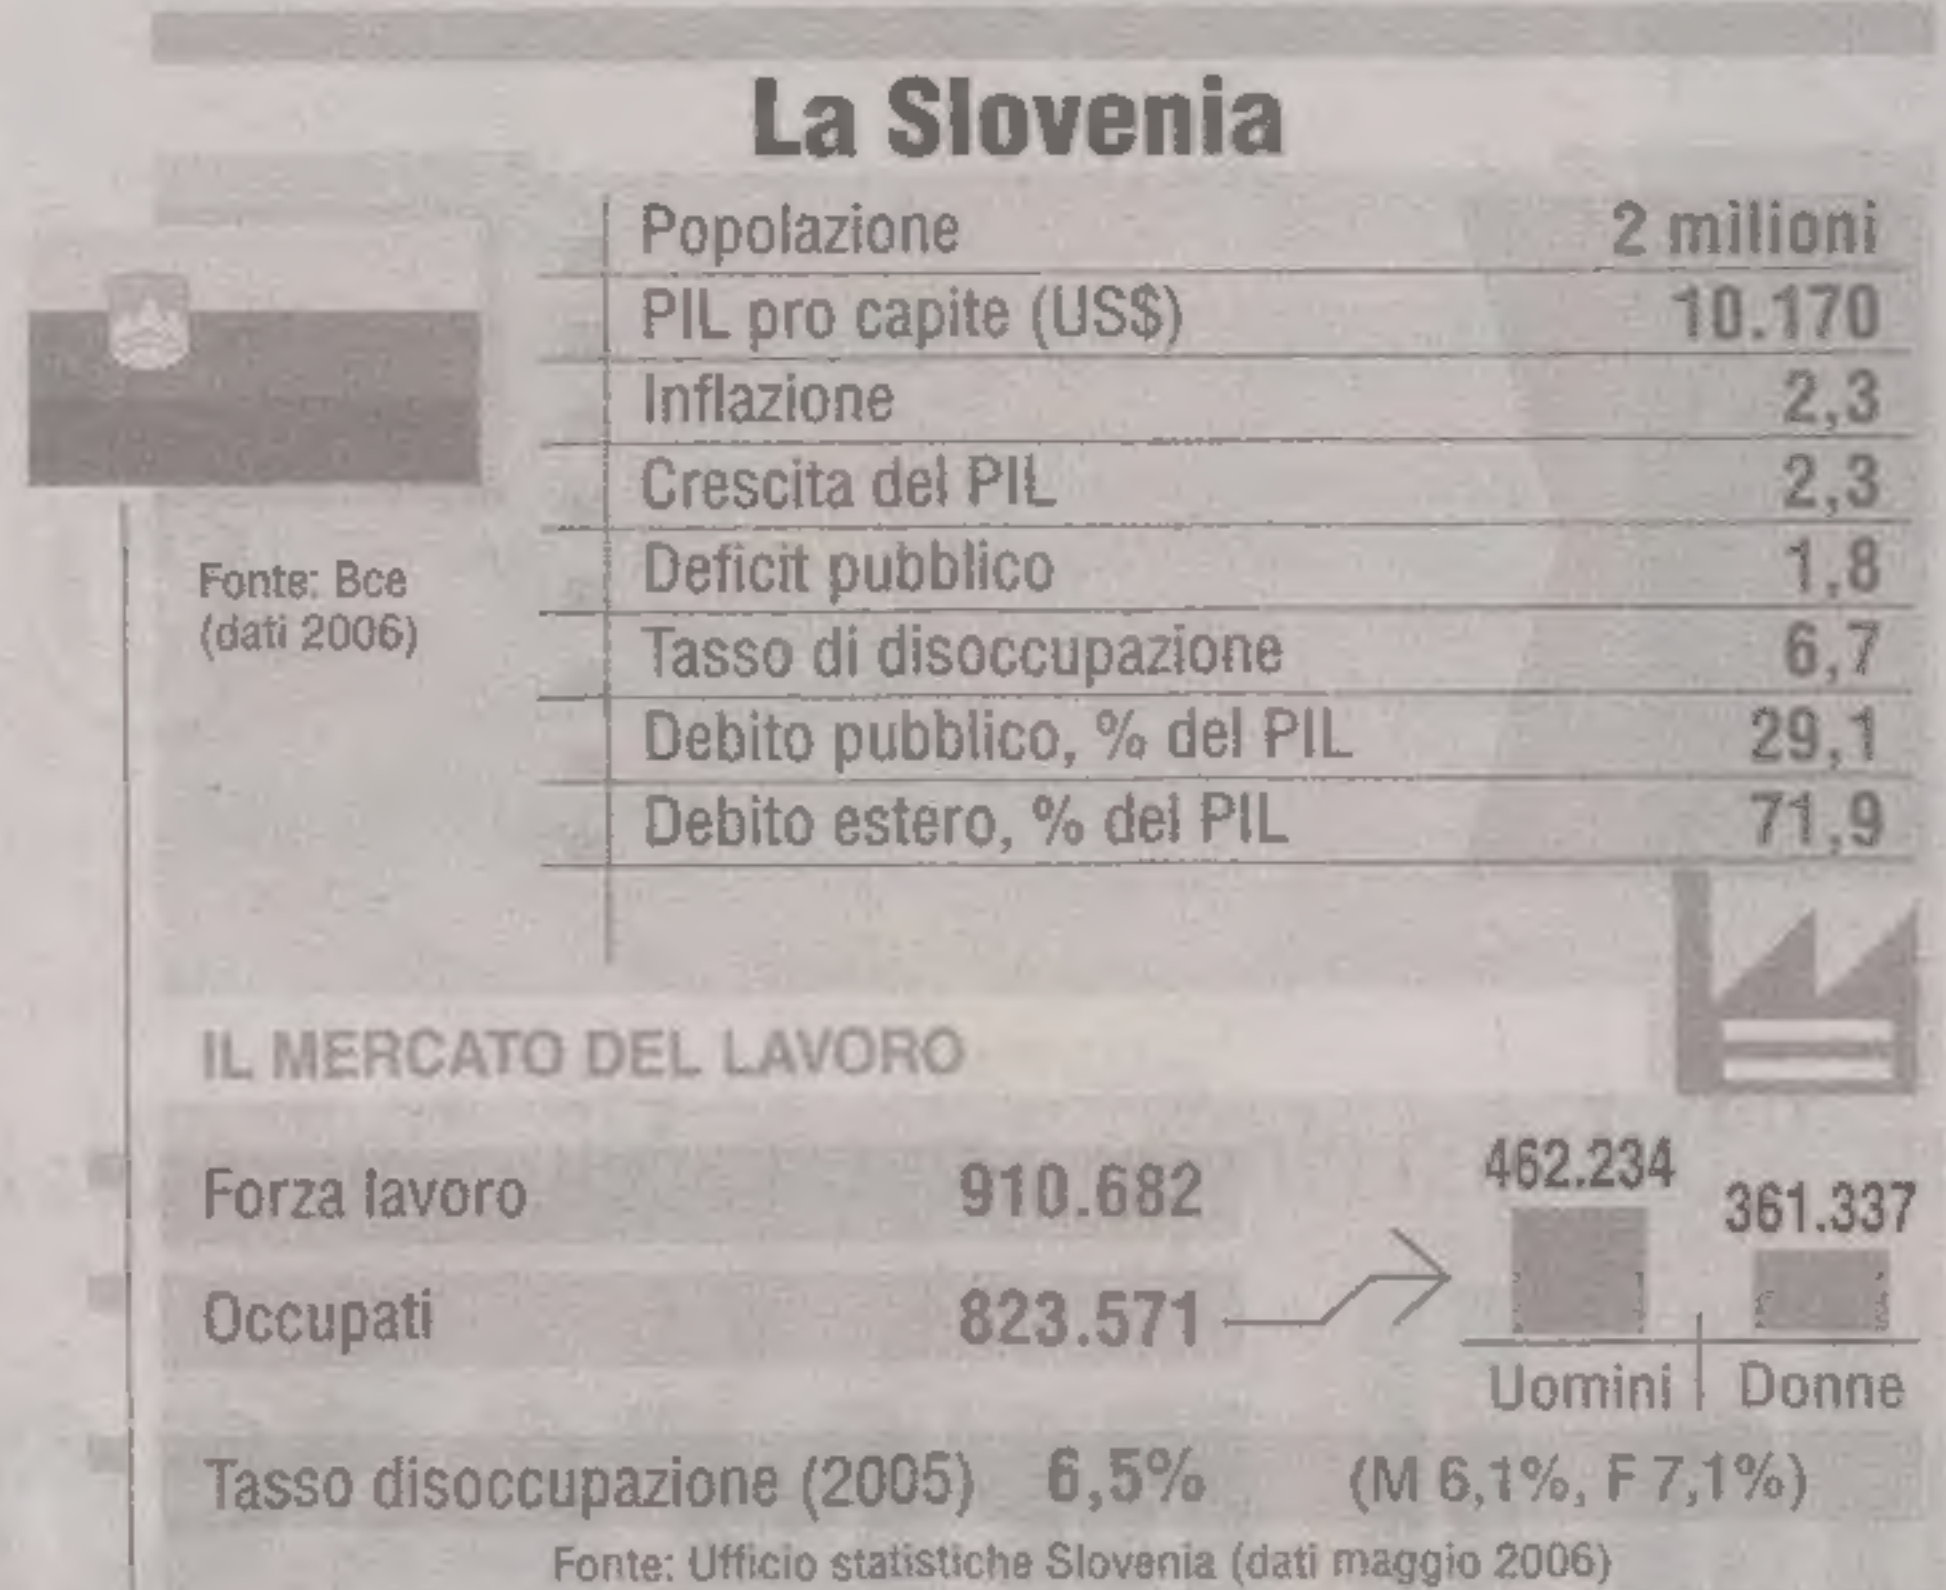 La Slovenia
Popolazione 2 milioni
PIL pro capite (US$) 10.170
Inflazione 2,3
Crescita del PIL 2,3
Deficit pubblico 1,8
Tasso di disoccupazione 6,7
Debito pubblico, % del PIL 29,1
Debito estero, % del PIL 71,9
Fonte: Bce
(dati 2006)
IL MERCATO DEL LAVORO
Forza lavoro 910.682
Occupati 823.571
462.234 361.337
Uomini Donne
Tasso disoccupazione (2005) 6,5% (M 6,1%, F 7,1%)
Fonte: Ufficio statistiche Slovenia (dati maggio 2006)